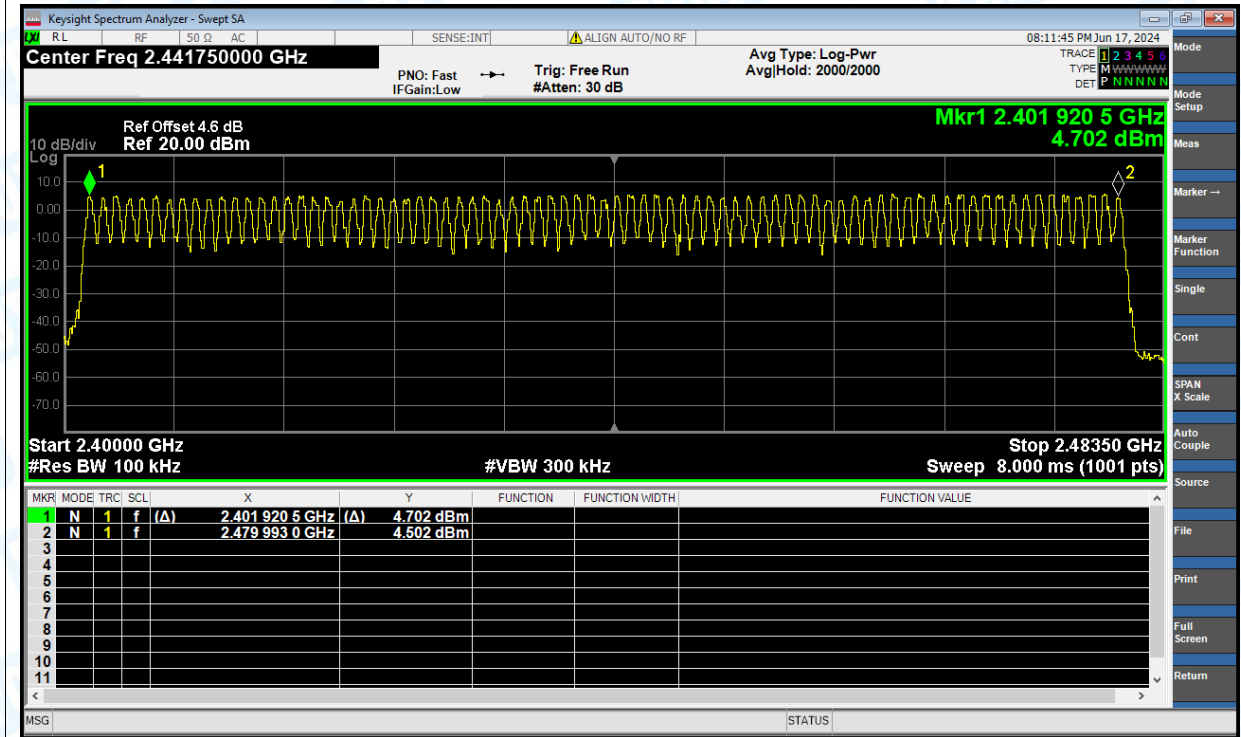 Keysight Spectrum Analyzer - Swept SA
LXI RL RF 50 Ω AC SENSE:INT ALIGN AUTO/NO RF 08:11:45 PM Jun 17, 2024
Center Freq 2.441750000 GHz
PNO: Fast
IFGain:Low
Trig: Free Run
#Atten: 30 dB
Avg Type: Log-Pwr
Avg|Hold: 2000/2000
TRACE 1 2 3 4 5 6
TYPE M WWWWW
DET P N N N N N
Mkr1 2.401 920 5 GHz
4.702 dBm
Ref Offset 4.6 dB
10 dB/div Ref 20.00 dBm
Log
1
2
10.0
0.00
-10.0
-20.0
-30.0
-40.0
-50.0
-60.0
-70.0
Start 2.40000 GHz Stop 2.48350 GHz
#Res BW 100 kHz #VBW 300 kHz Sweep 8.000 ms (1001 pts)
MKR MODE TRC SCL X Y FUNCTION FUNCTION WIDTH FUNCTION VALUE
1 N 1 f (Δ) 2.401 920 5 GHz (Δ) 4.702 dBm
2 N 1 f 2.479 993 0 GHz 4.502 dBm
3
4
5
6
7
8
9
10
11
MSG STATUS
Mode
Mode
Setup
Meas
Marker →
Marker
Function
Single
Cont
SPAN
X Scale
Auto
Couple
Source
File
Print
Full
Screen
Return